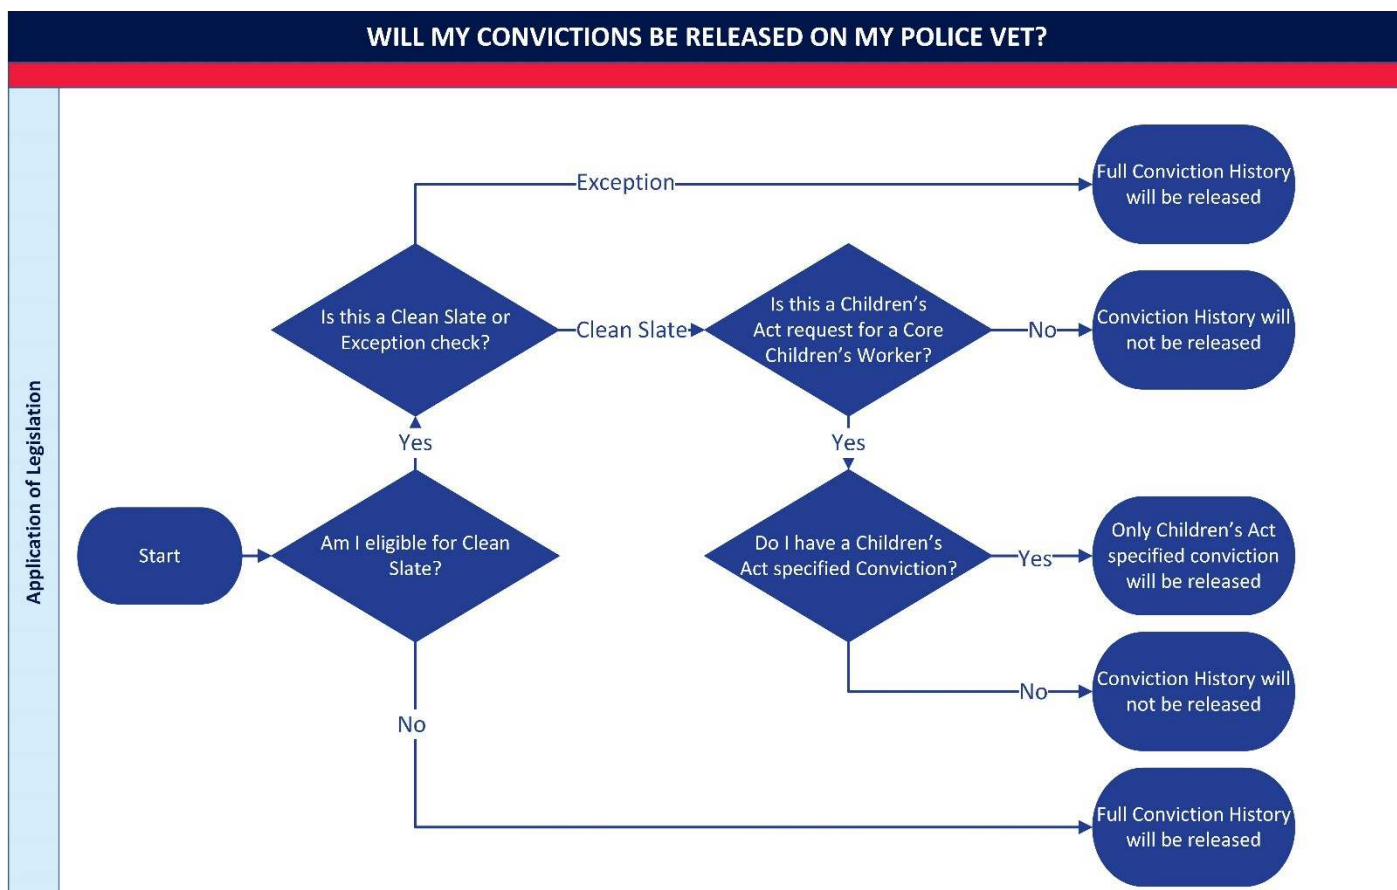 WILL MY CONVICTIONS BE RELEASED ON MY POLICE VET?
Application of Legislation
Exception
Full Conviction History
will be released
Is this a Clean Slate or
Exception check?
Clean Slate
Is this a Children’s
Act request for a Core
Children’s Worker?
No
Conviction History will
not be released
Yes
Yes
Start
Am I eligible for Clean
Slate?
Do I have a Children’s
Act specified Conviction?
Yes
Only Children’s Act
specified conviction
will be released
No
Conviction History will
not be released
No
Full Conviction History
will be released